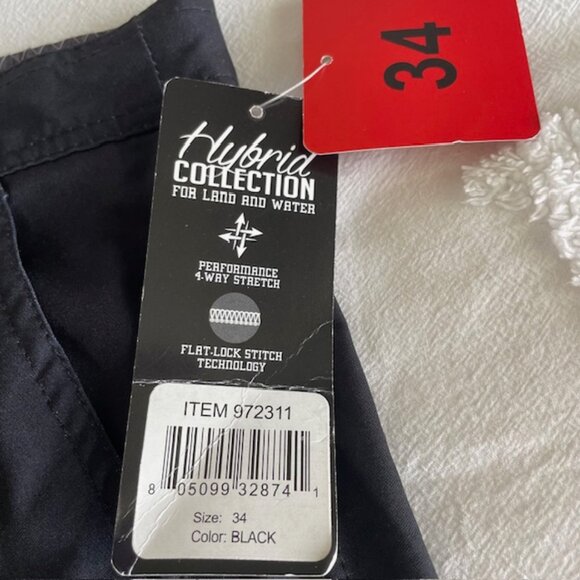 34
Hybrid
COLLECTION
FOR LAND AND WATER
PERFORMANCE
4-WAY STRETCH
FLAT-LOCK STITCH
TECHNOLOGY
ITEM 972311
8 05099 32874 1
Size: 34
Color: BLACK